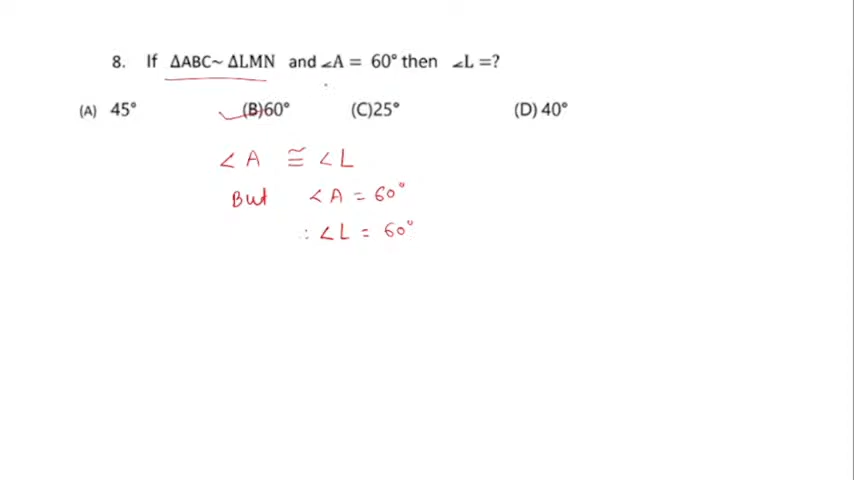 8. If ΔABC~ ΔLMN and ∠A = 60° then ∠L =?
(A) 45° (B)60° (C)25° (D) 40°
∠A ≅ ∠L
But ∠A = 60°
∴ ∠L = 60°